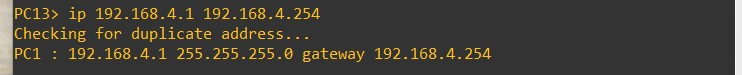 PC13> ip 192.168.4.1 192.168.4.254
Checking for duplicate address...
PC1 : 192.168.4.1 255.255.255.0 gateway 192.168.4.254